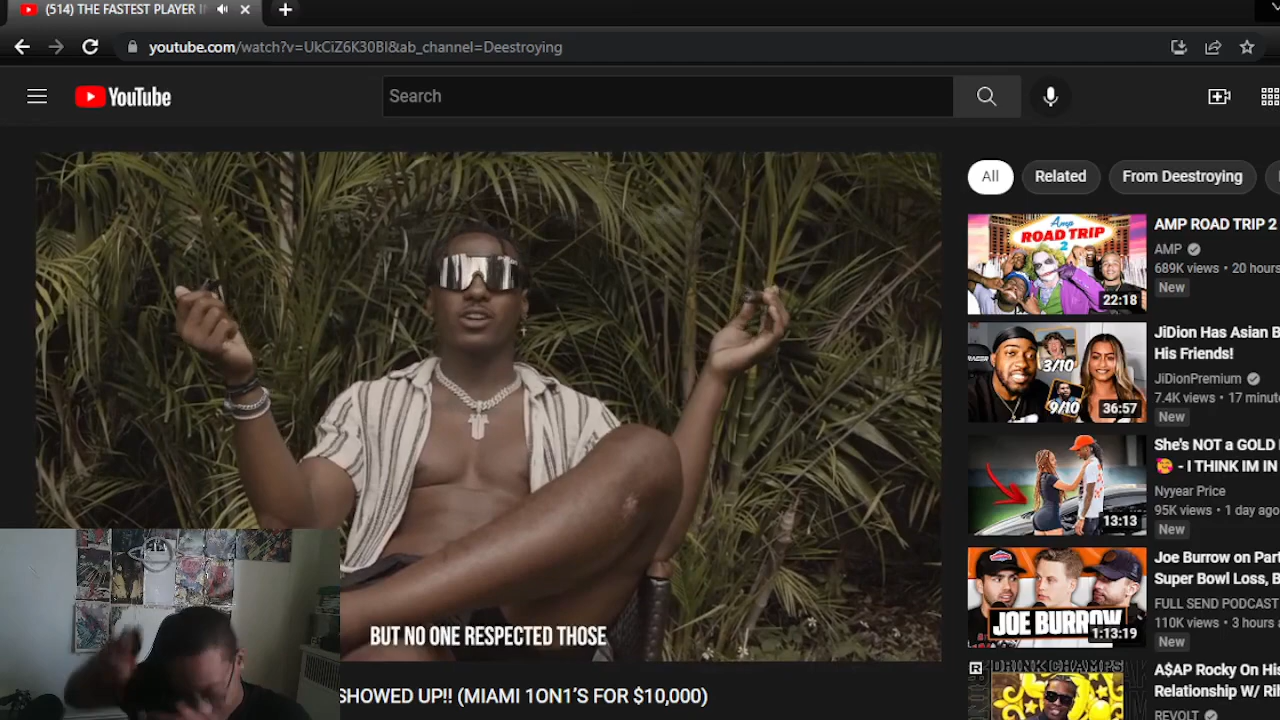 (514) THE FASTEST PLAYER I
youtube.com/watch?v=UkCiZ6K30BI&ab_channel=Deestroying
YouTube
Search
All
Related
From Deestroying
Amp
ROAD TRIP
2
22:18
AMP ROAD TRIP 2
AMP
689K views • 20 hours
New
3/10
9/10
36:57
JiDion Has Asian B
His Friends!
JiDionPremium
7.4K views • 17 minute
New
13:13
She's NOT a GOLD
🥰 - I THINK IM IN
Nyyear Price
95K views • 1 day ago
New
JOE BURROW
1:13:19
Joe Burrow on Part
Super Bowl Loss, B
FULL SEND PODCAST
110K views • 3 hours a
New
DRINK CHAMPS
A$AP Rocky On His
Relationship W/ Ri
REVOLT
BUT NO ONE RESPECTED THOSE
SHOWED UP!! (MIAMI 1ON1'S FOR $10,000)